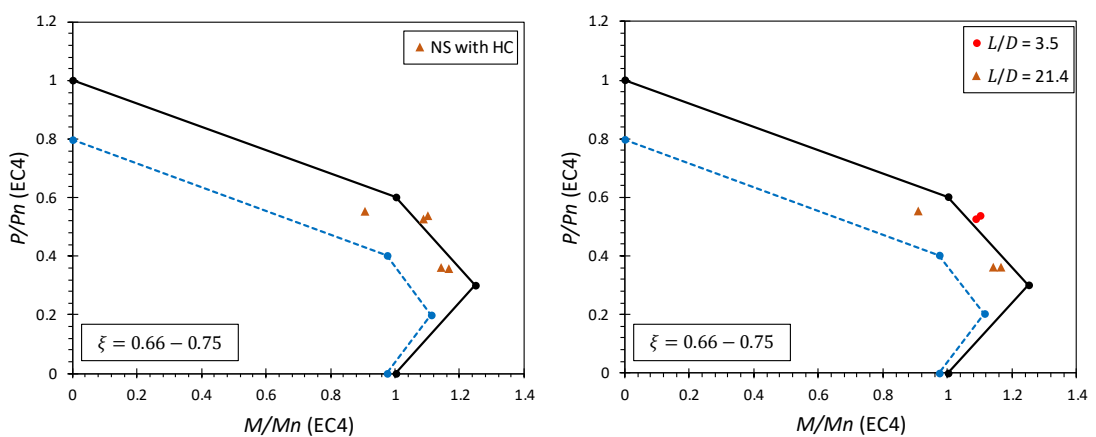 1.2
1
0.8
0.6
0.4
0.2
0
0 0.2 0.4 0.6 0.8 1 1.2 1.4
P/Pn (EC4)
M/Mn (EC4)
NS with HC
ξ = 0.66 − 0.75
1.2
1
0.8
0.6
0.4
0.2
0
0 0.2 0.4 0.6 0.8 1 1.2 1.4
P/Pn (EC4)
M/Mn (EC4)
L/D = 3.5
L/D = 21.4
ξ = 0.66 − 0.75